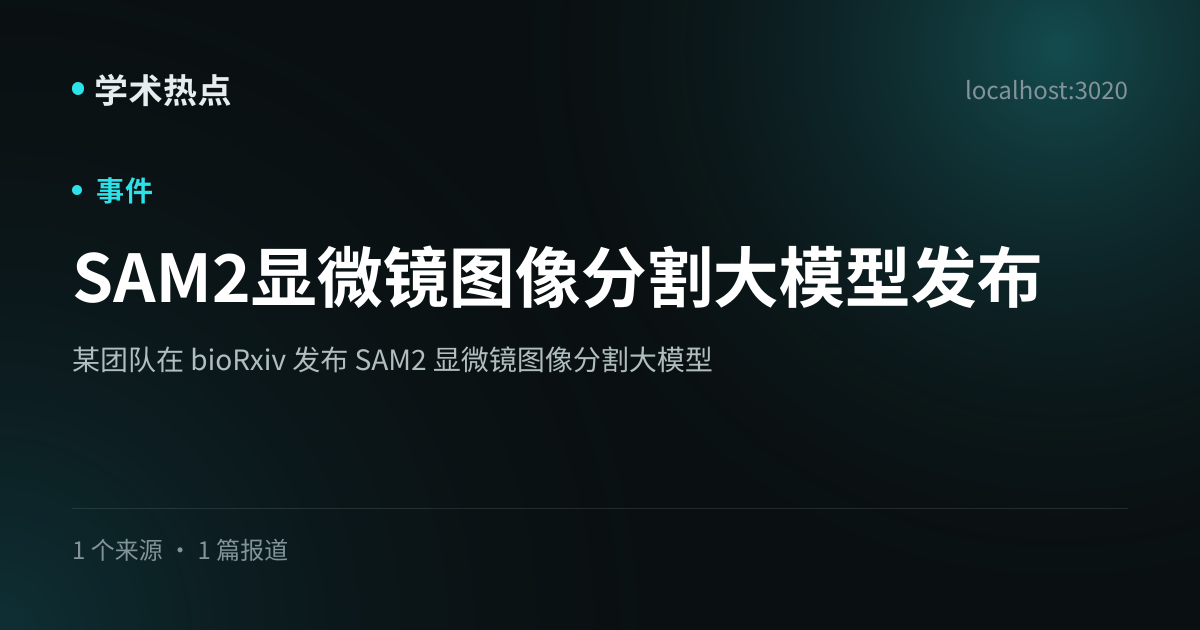 学术热点
localhost:3020
事件
SAM2显微镜图像分割大模型发布
某团队在 bioRxiv 发布 SAM2 显微镜图像分割大模型
1 个来源 · 1 篇报道